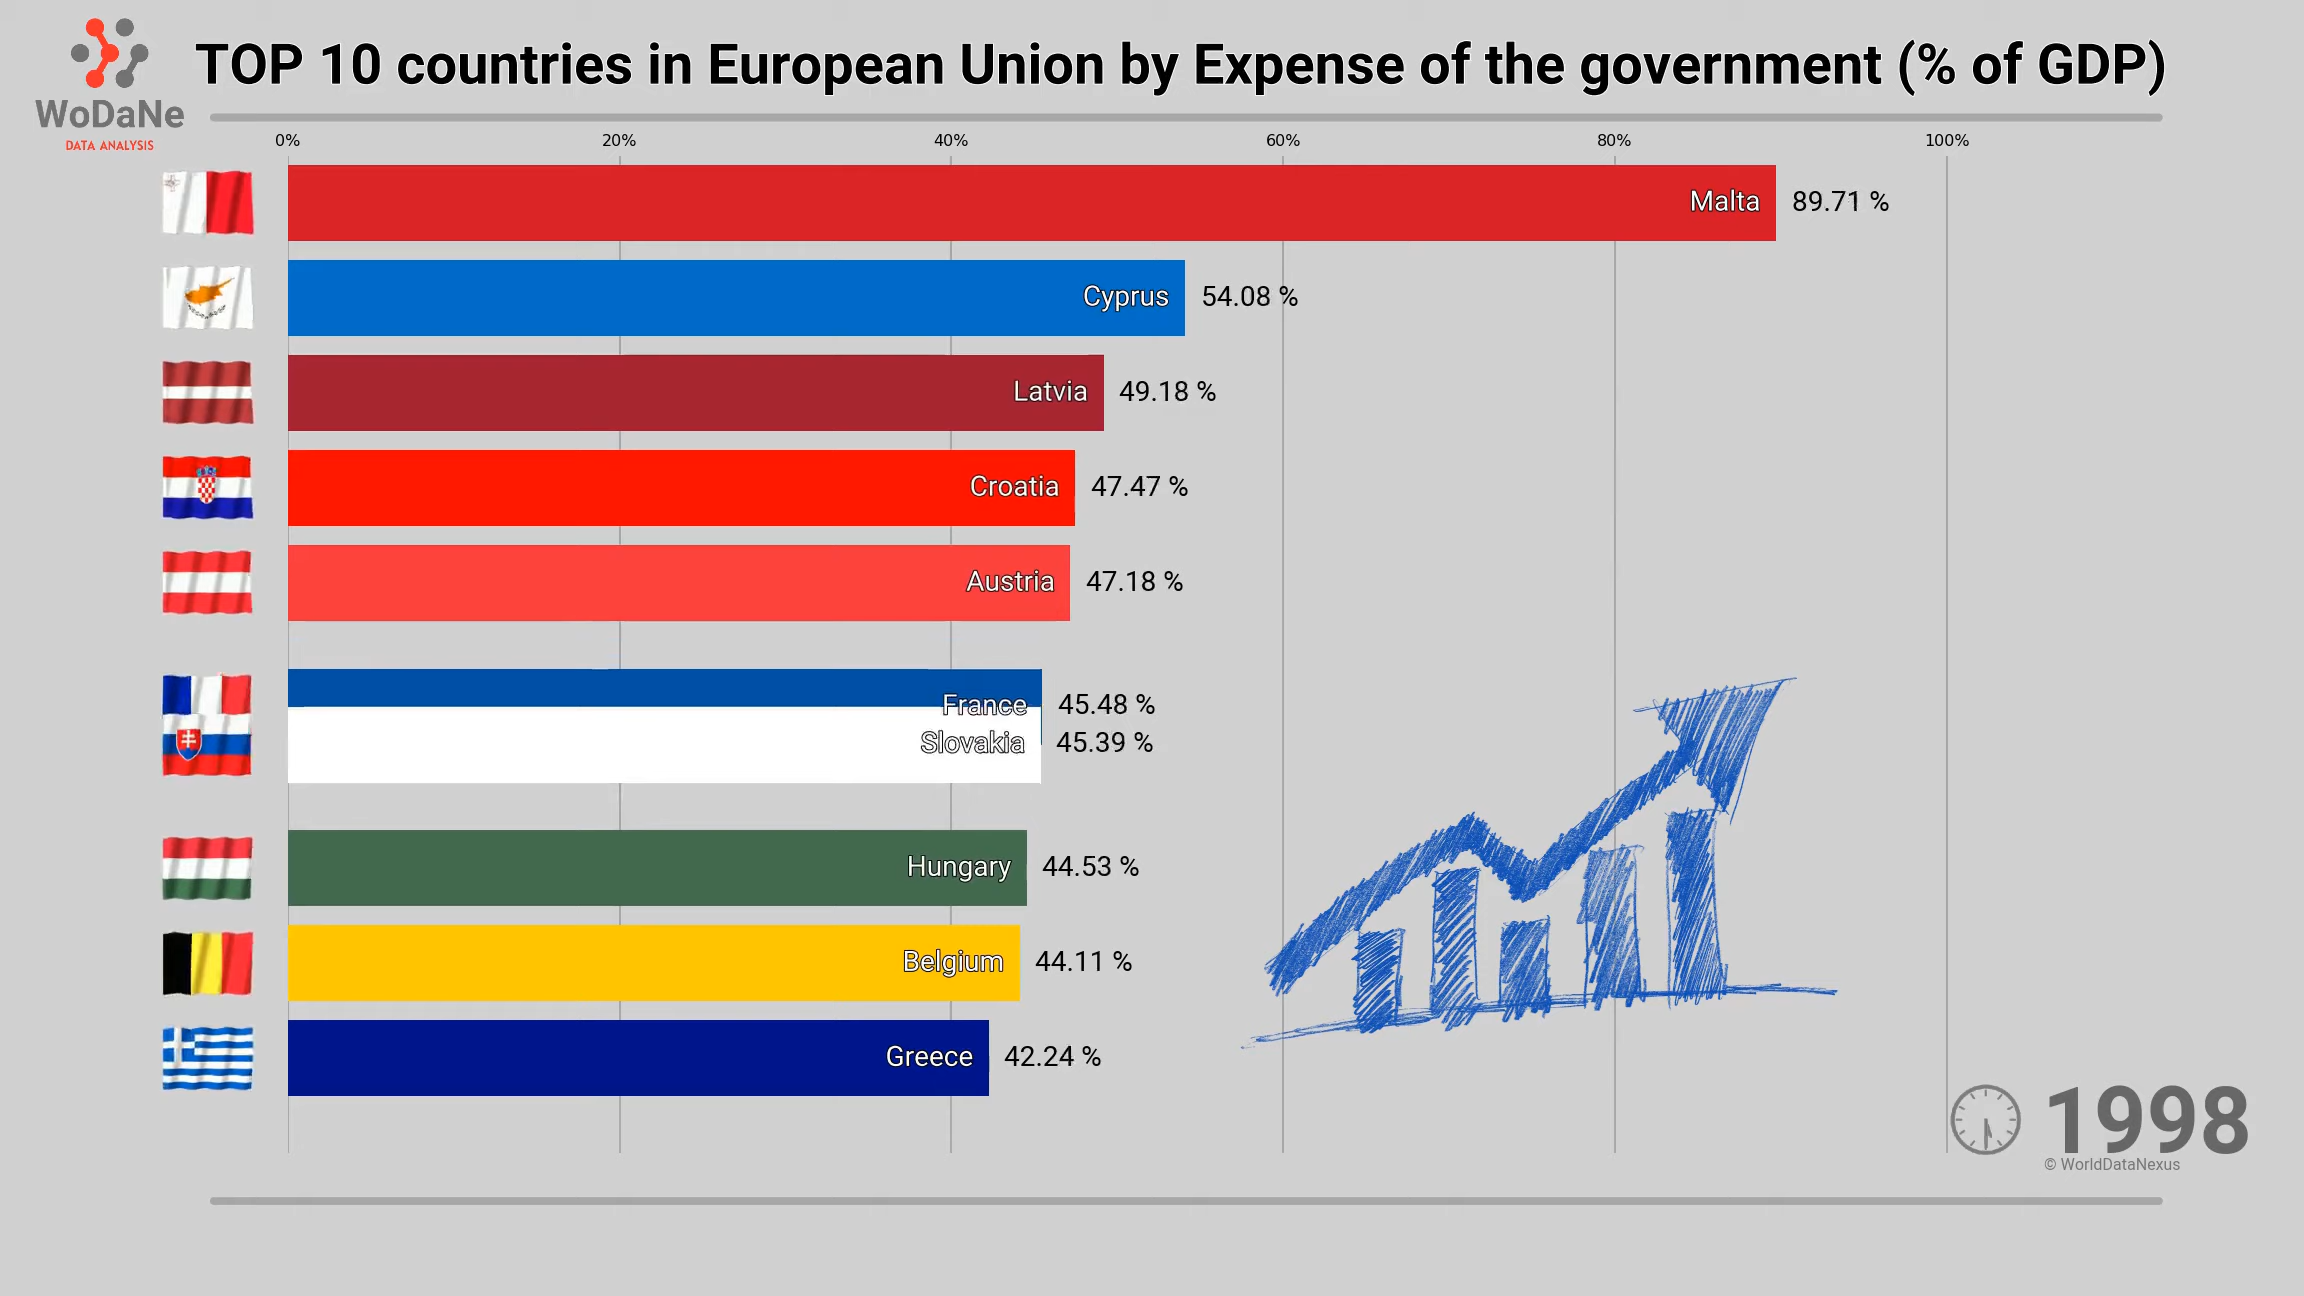 TOP 10 countries in European Union by Expense of the government (% of GDP)
WoDaNe
DATA ANALYSIS
0% 20% 40% 60% 80% 100%
Malta 89.71 %
Cyprus 54.08 %
Latvia 49.18 %
Croatia 47.47 %
Austria 47.18 %
France 45.48 %
Slovakia 45.39 %
Hungary 44.53 %
Belgium 44.11 %
Greece 42.24 %
1998
© WorldDataNexus